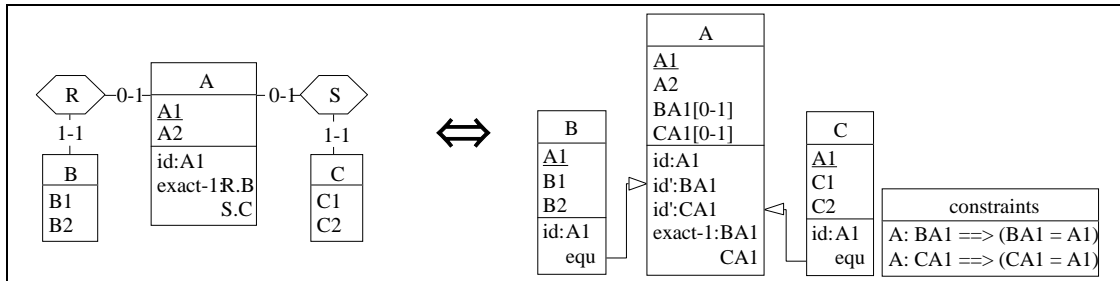 R
0-1
A
0-1
S
A1
A2
1-1
1-1
id:A1
exact-1:R.B
S.C
B
B1
B2
C
C1
C2
B
A1
B1
B2
id:A1
equ
A
A1
A2
BA1[0-1]
CA1[0-1]
id:A1
id':BA1
id':CA1
exact-1:BA1
CA1
C
A1
C1
C2
id:A1
equ
constraints
A: BA1 ==> (BA1 = A1)
A: CA1 ==> (CA1 = A1)